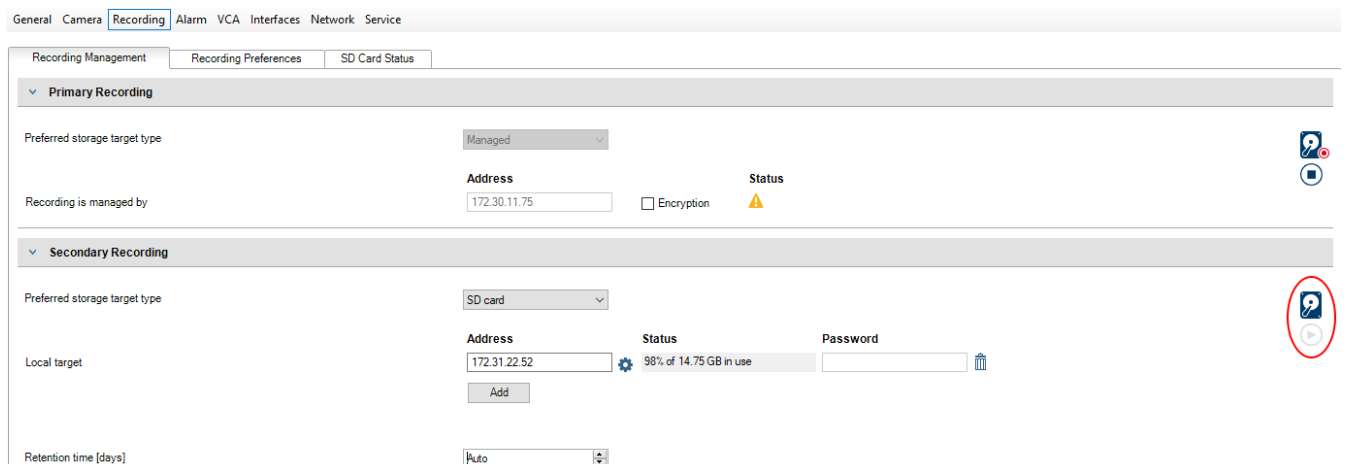 General Camera Recording Alarm VCA Interfaces Network Service
Recording Management Recording Preferences SD Card Status
Primary Recording
Preferred storage target type Managed
Address Status
Recording is managed by 172.30.11.75 Encryption
Secondary Recording
Preferred storage target type SD card
Address Status Password
Local target 172.31.22.52 98% of 14.75 GB in use
Add
Retention time [days] Auto